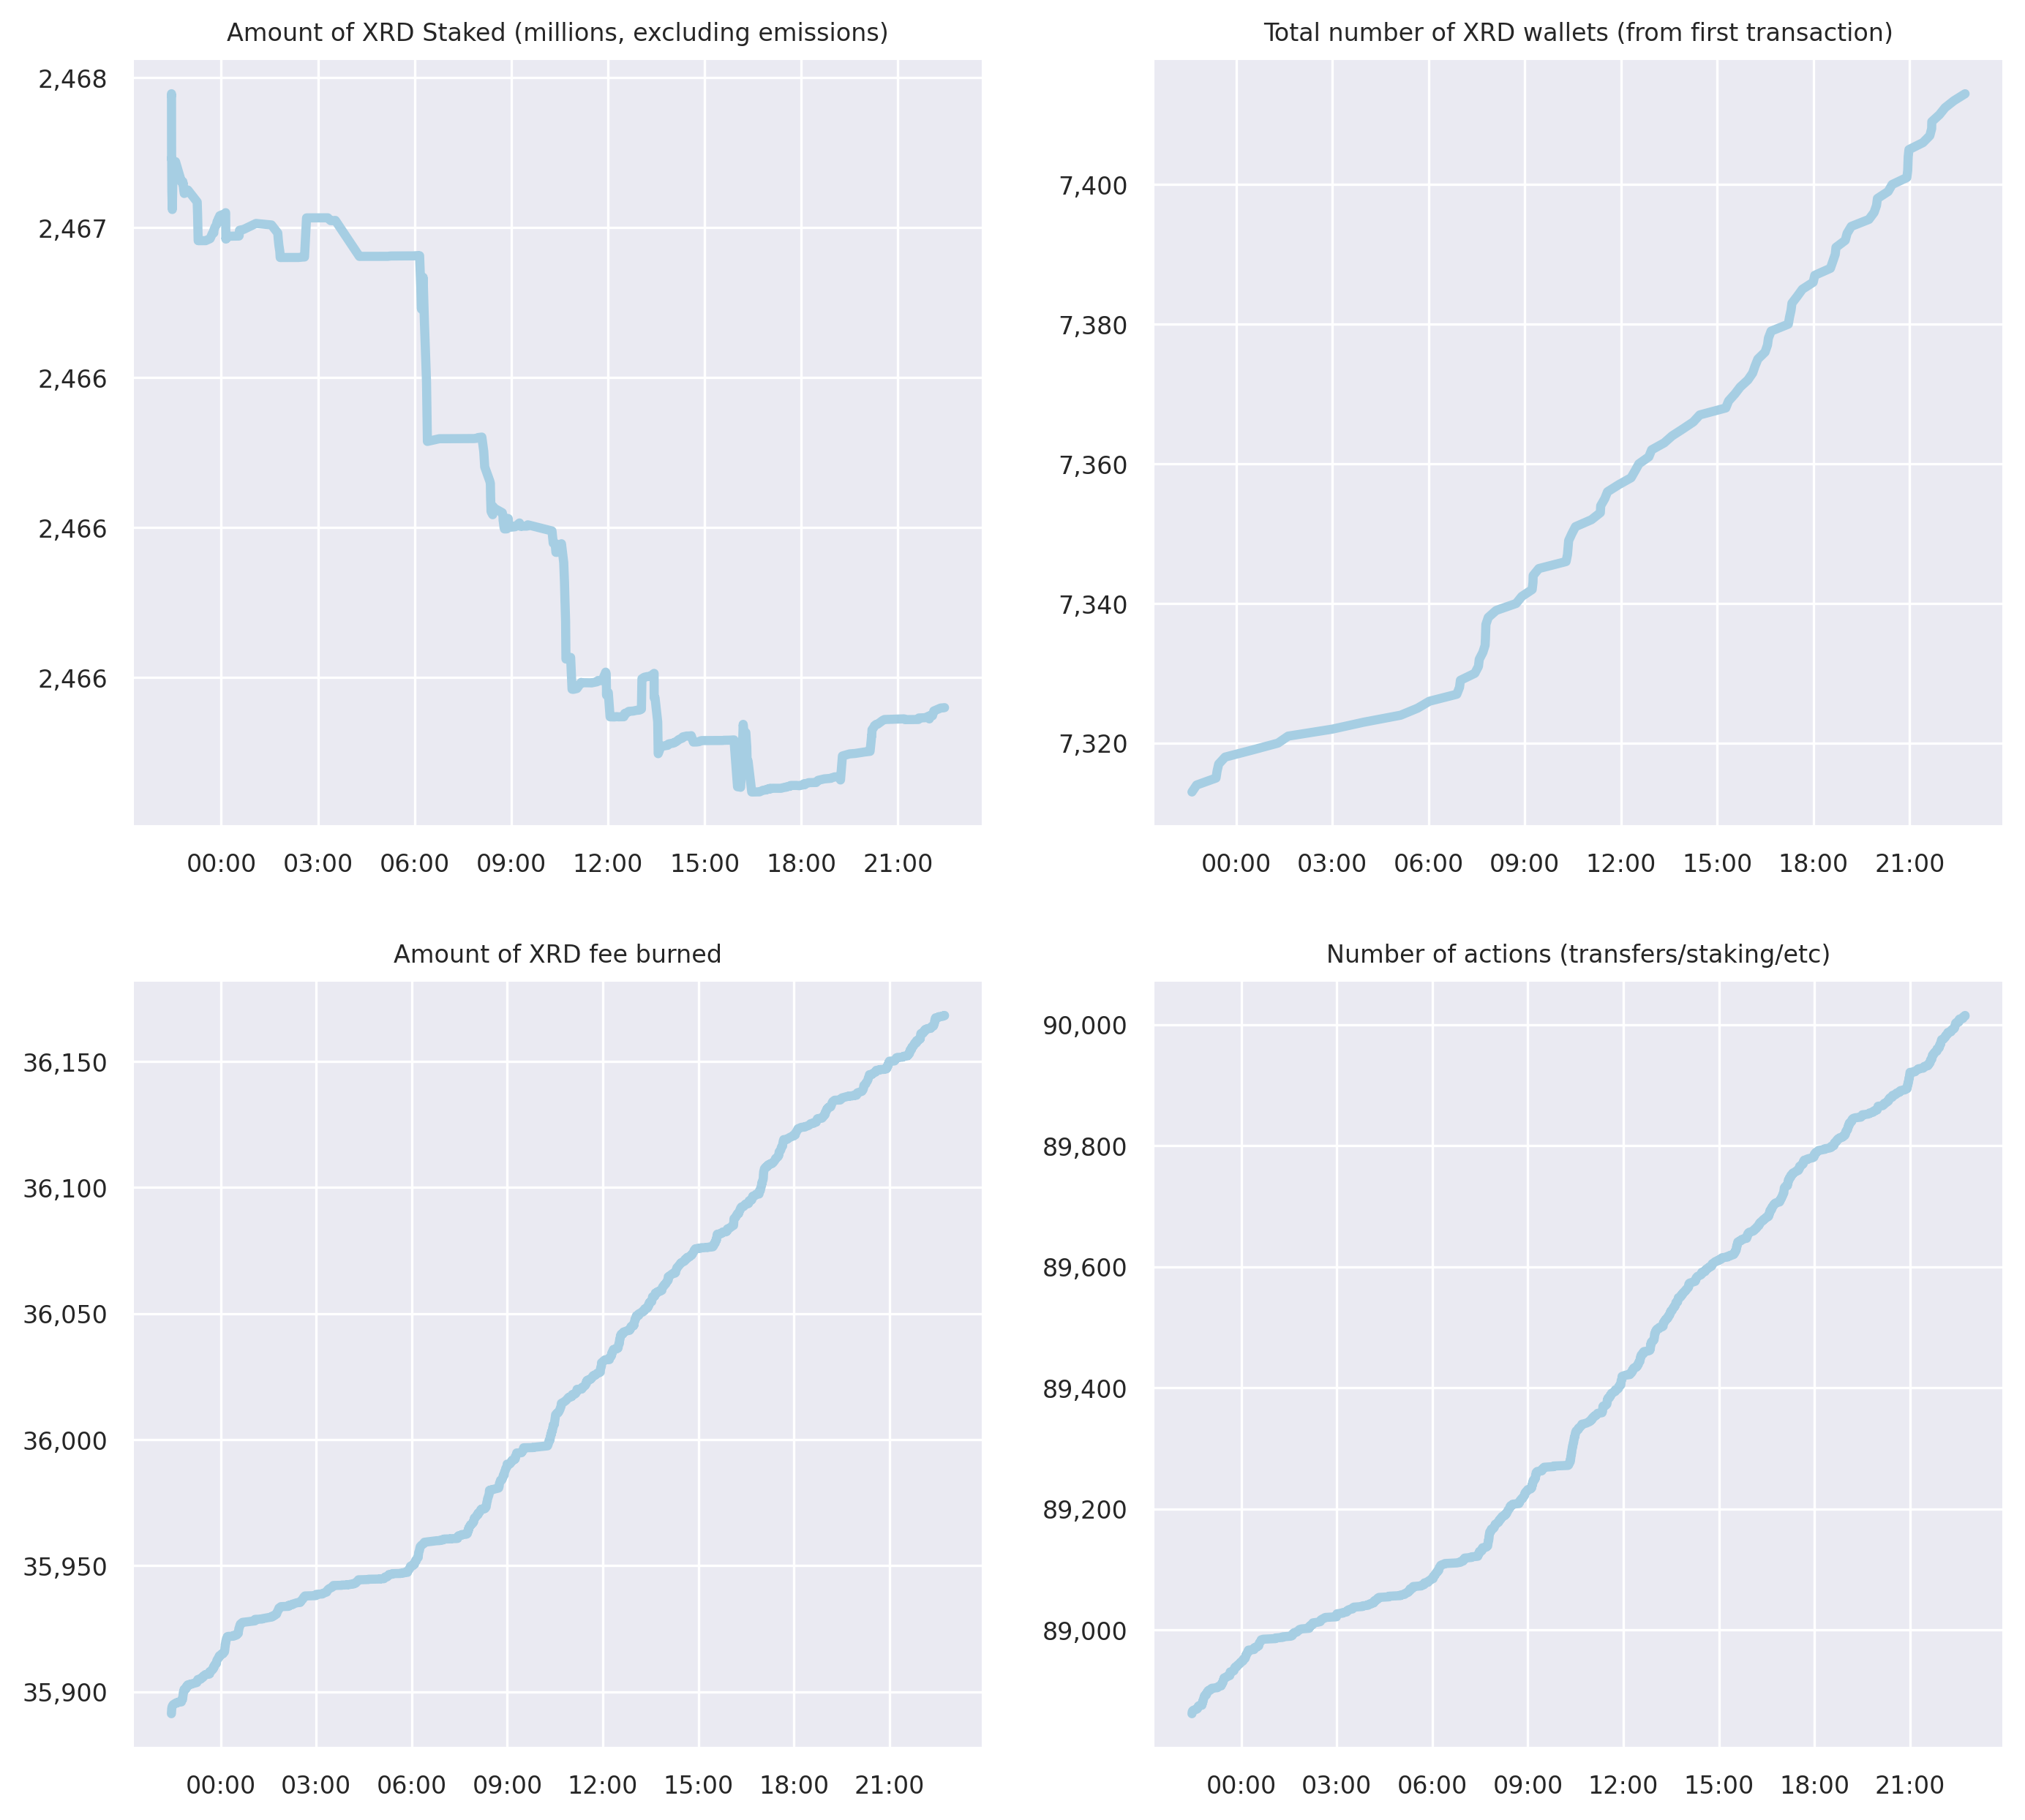 Amount of XRD Staked (millions, excluding emissions)
2,468
2,467
2,466
2,466
2,466
00:00 03:00 06:00 09:00 12:00 15:00 18:00 21:00
Total number of XRD wallets (from first transaction)
7,400
7,380
7,360
7,340
7,320
00:00 03:00 06:00 09:00 12:00 15:00 18:00 21:00
Amount of XRD fee burned
36,150
36,100
36,050
36,000
35,950
35,900
00:00 03:00 06:00 09:00 12:00 15:00 18:00 21:00
Number of actions (transfers/staking/etc)
90,000
89,800
89,600
89,400
89,200
89,000
00:00 03:00 06:00 09:00 12:00 15:00 18:00 21:00